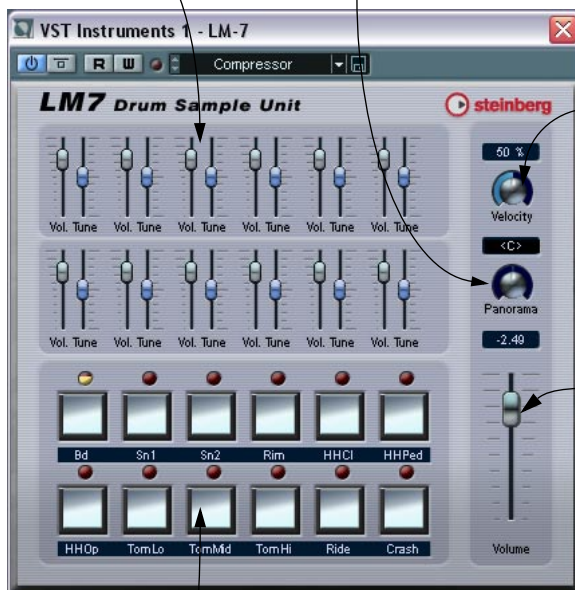 VST Instruments 1 - LM-7
R W Compressor
LM7 Drum Sample Unit steinberg
50 %
Velocity
Vol. Tune Vol. Tune Vol. Tune Vol. Tune Vol. Tune Vol. Tune
<C>
Panorama
Vol. Tune Vol. Tune Vol. Tune Vol. Tune Vol. Tune Vol. Tune
-2.49
Bd Sn1 Sn2 Rim HHCl HHPed
HHOp TomLo TomMid TomHi Ride Crash
Volume